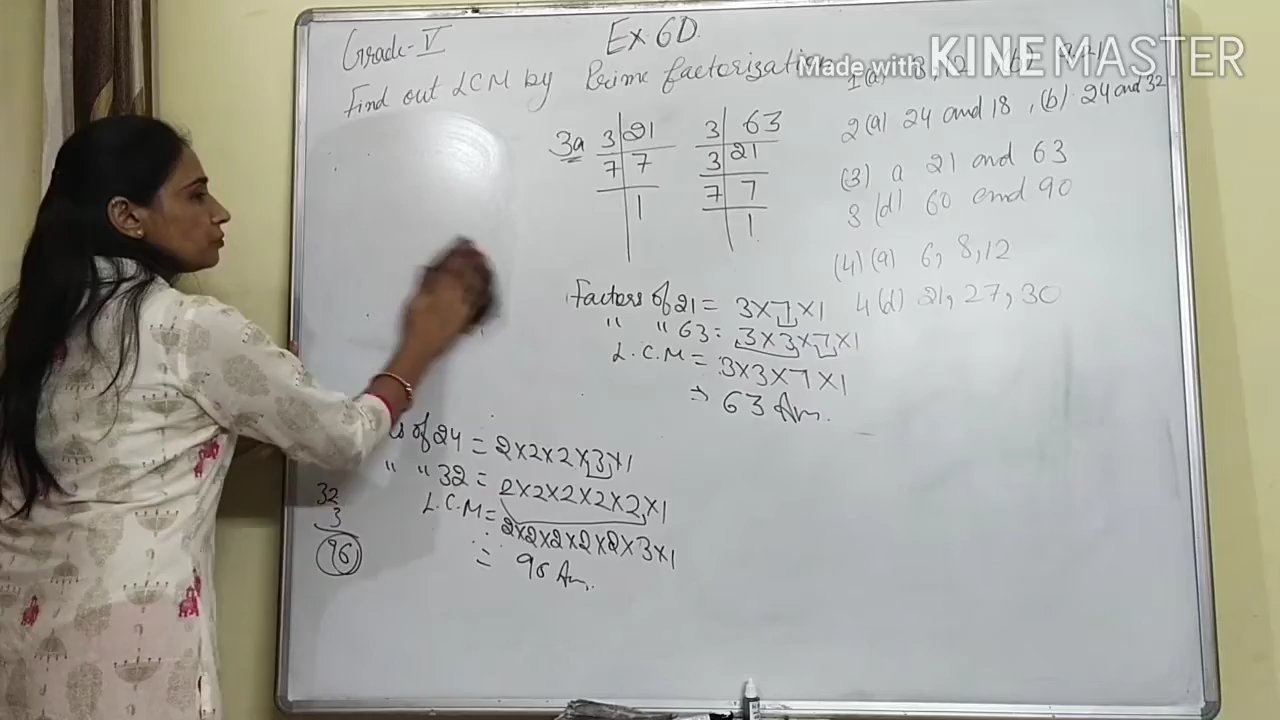 Grade-V
Ex.6D
Find out LCM by Prime factorization
Made with KINEMASTER
1(a) 12 (b)
2(a) 24 and 18, (b) 24 and 32
(3) a 21 and 63
3 (d) 60 and 90
(4) (a) 6, 8, 12
4 (d) 21, 27, 30
3a 3 21
7 7
1
3 63
3 21
7 7
1
Factors of 21 = 3×7×1
" " 63 = 3×3×7×1
L.C.M = 3×3×7×1
⇒ 63 Ans.
s of 24 = 2×2×2×3×1
" " 32 = 2×2×2×2×2×1
L.C.M = 2×2×2×2×2×3×1
= 96 Ans.
32
3
96